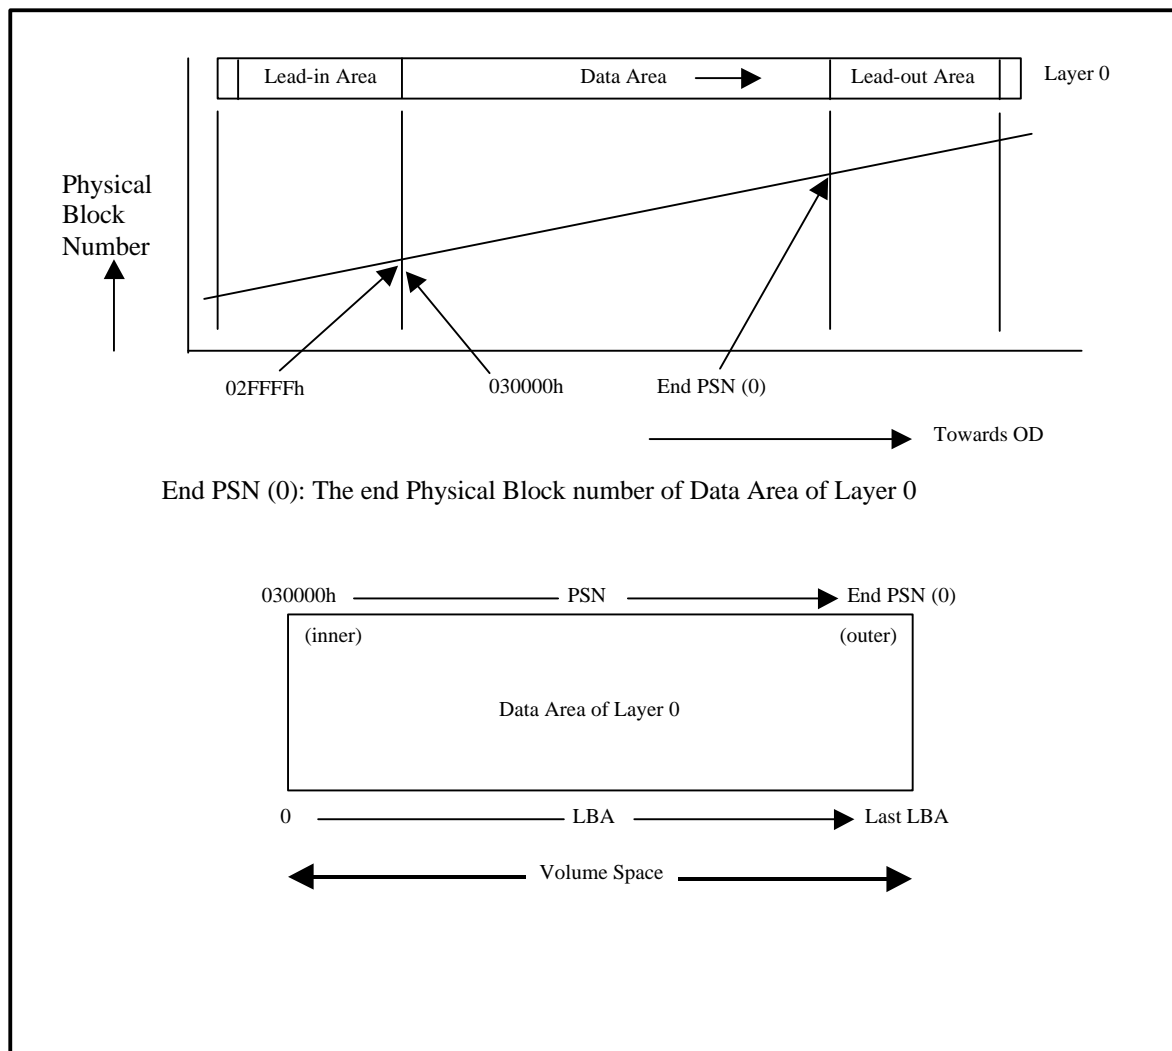 Lead-in Area
Data Area
Lead-out Area
Layer 0
Physical
Block
Number
02FFFFh
030000h
End PSN (0)
Towards OD
End PSN (0): The end Physical Block number of Data Area of Layer 0
030000h
PSN
End PSN (0)
(inner)
(outer)
Data Area of Layer 0
0
LBA
Last LBA
Volume Space